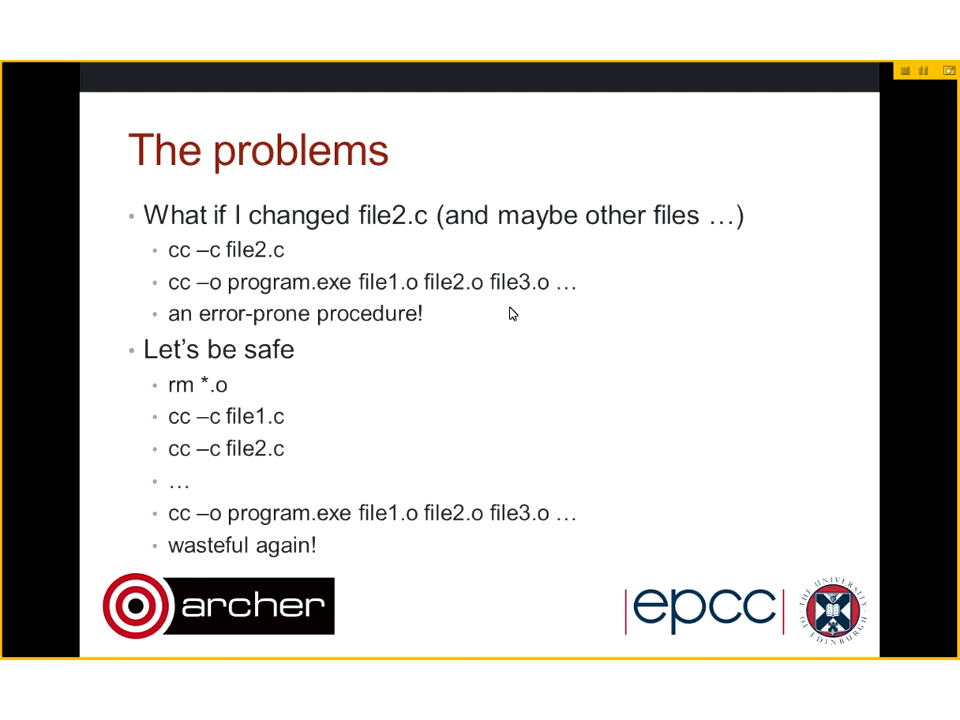 The problems
• What if I changed file2.c (and maybe other files …)
• cc –c file2.c
• cc –o program.exe file1.o file2.o file3.o …
• an error-prone procedure!
• Let’s be safe
• rm *.o
• cc –c file1.c
• cc –c file2.c
• …
• cc –o program.exe file1.o file2.o file3.o …
• wasteful again!
archer
epcc
THE UNIVERSITY OF EDINBURGH